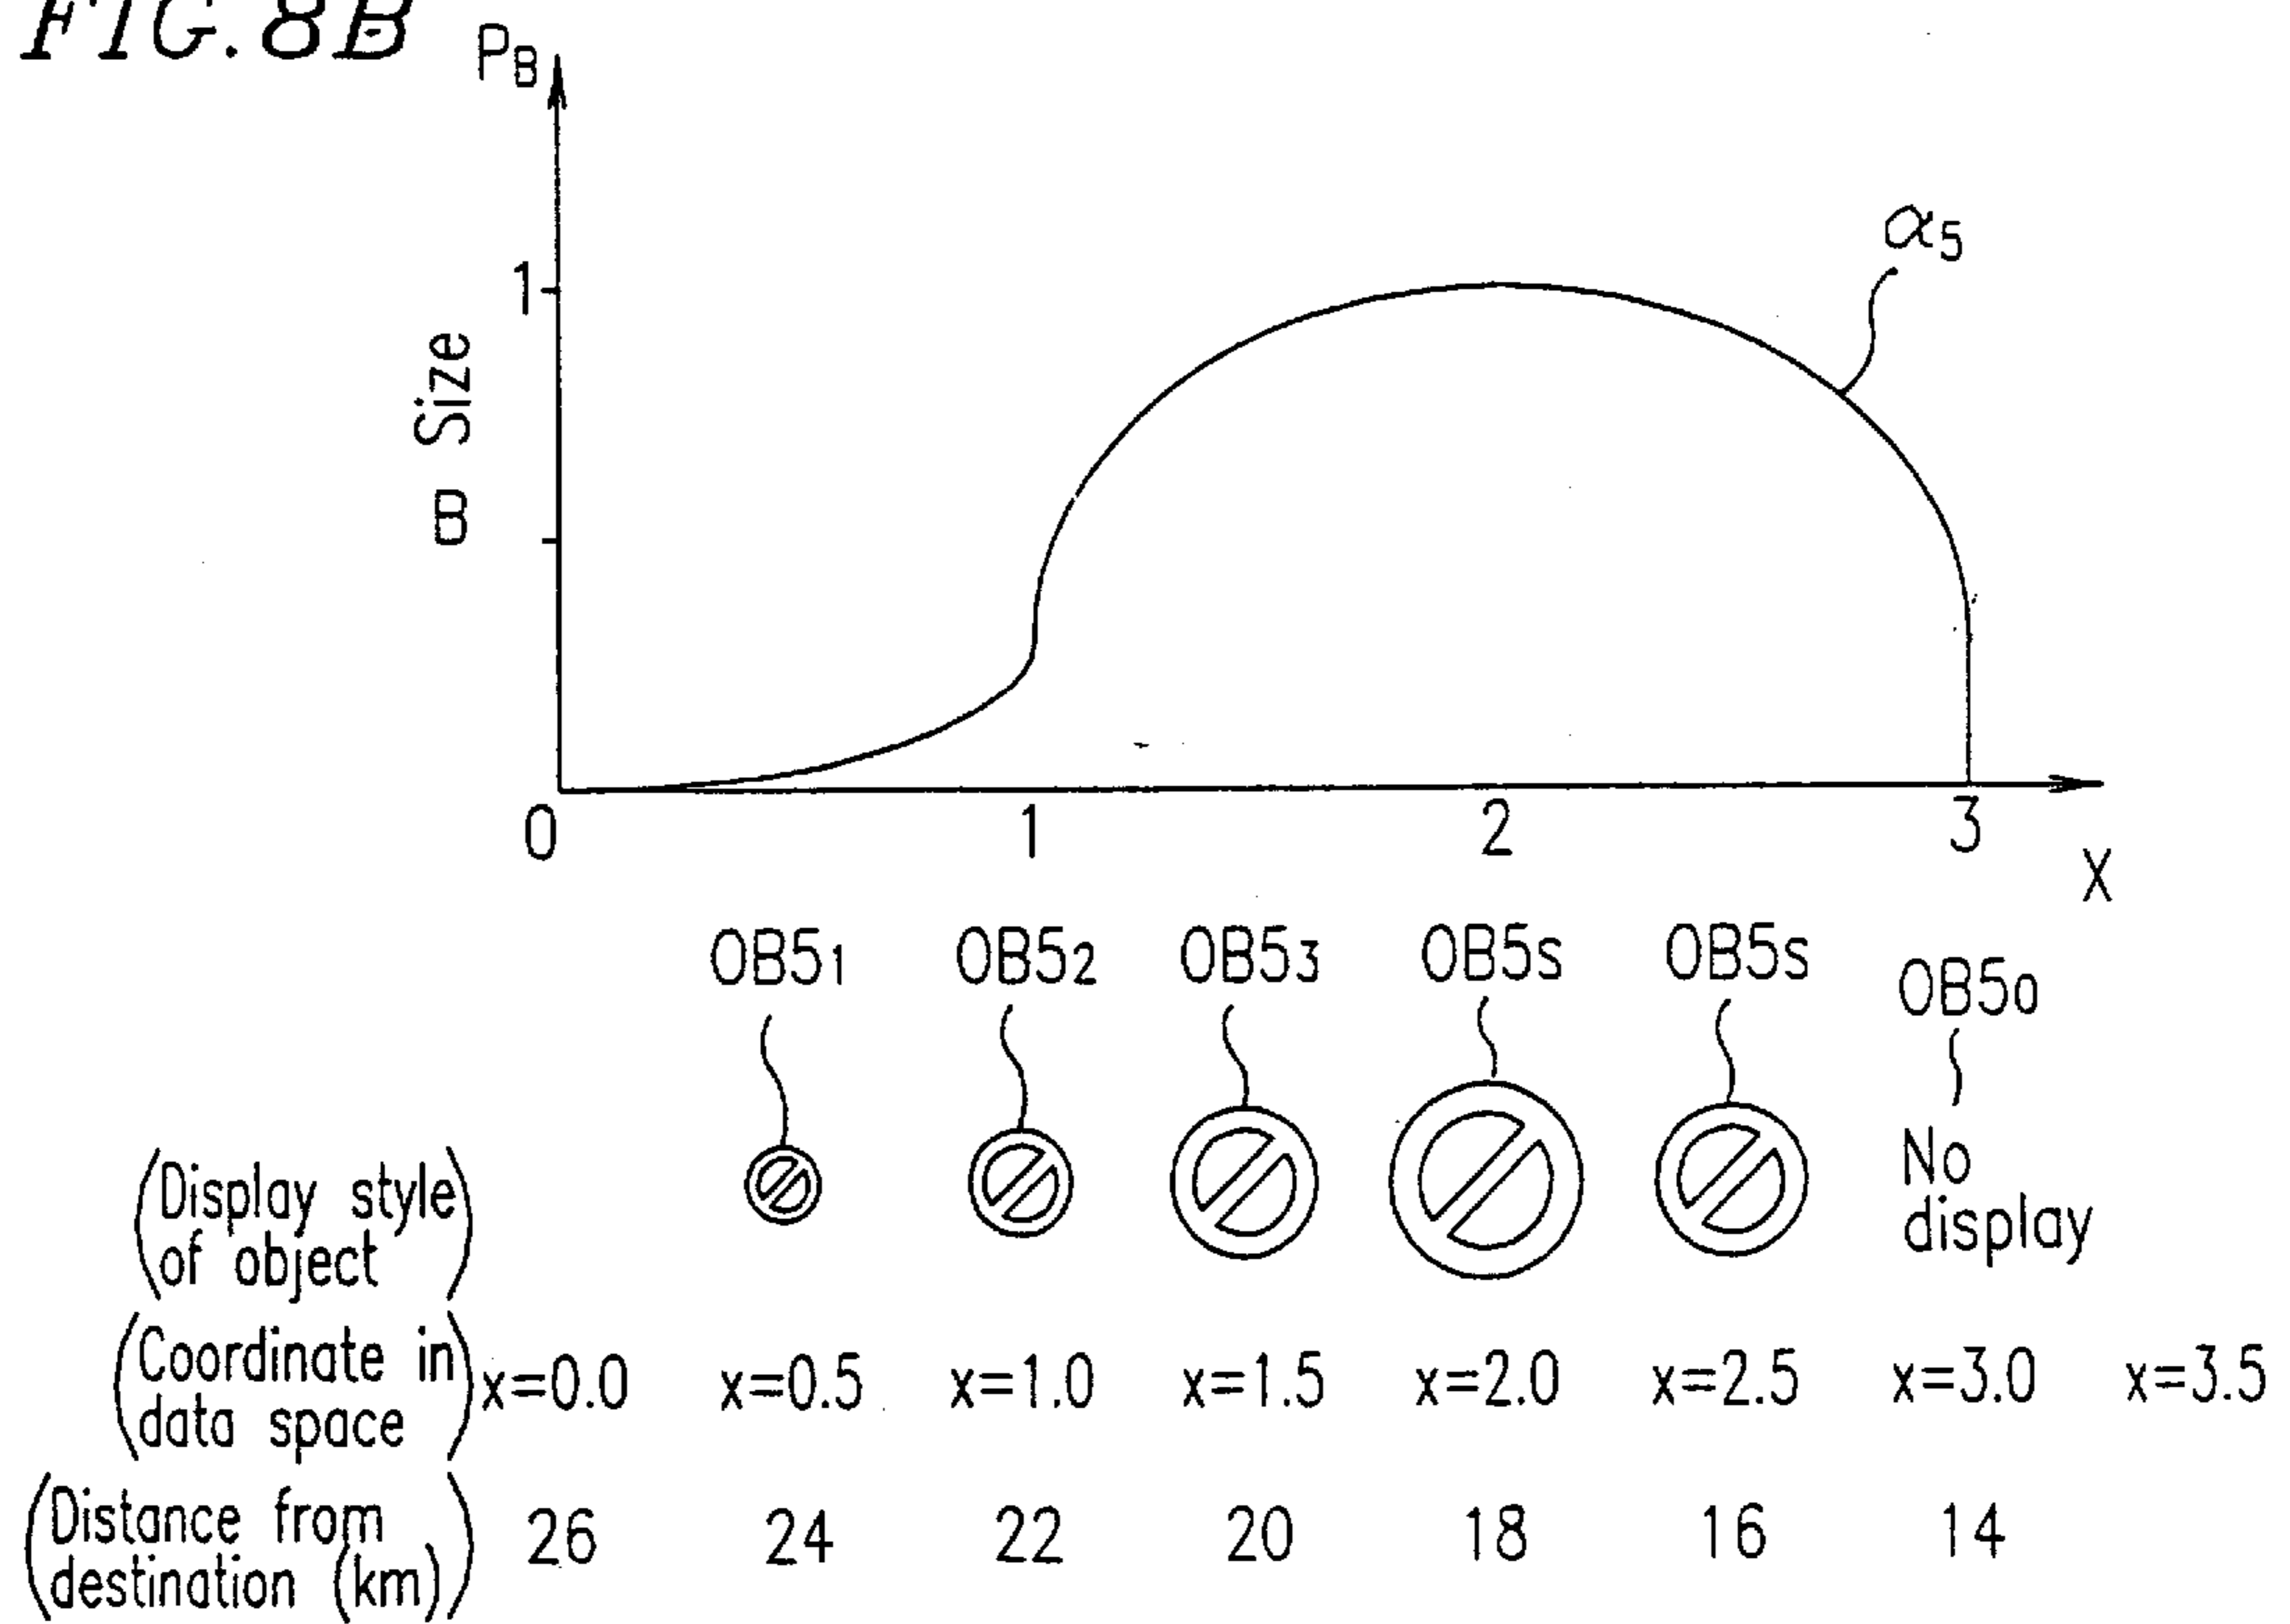 FIG. 8B
PB
1
B Size
α5
0 1 2 3
X
OB51 OB52 OB53 OB5s OB5s OB5o
(Display style of object)
No display
(Coordinate in data space) x=0.0 x=0.5 x=1.0 x=1.5 x=2.0 x=2.5 x=3.0 x=3.5
(Distance from destination (km)) 26 24 22 20 18 16 14